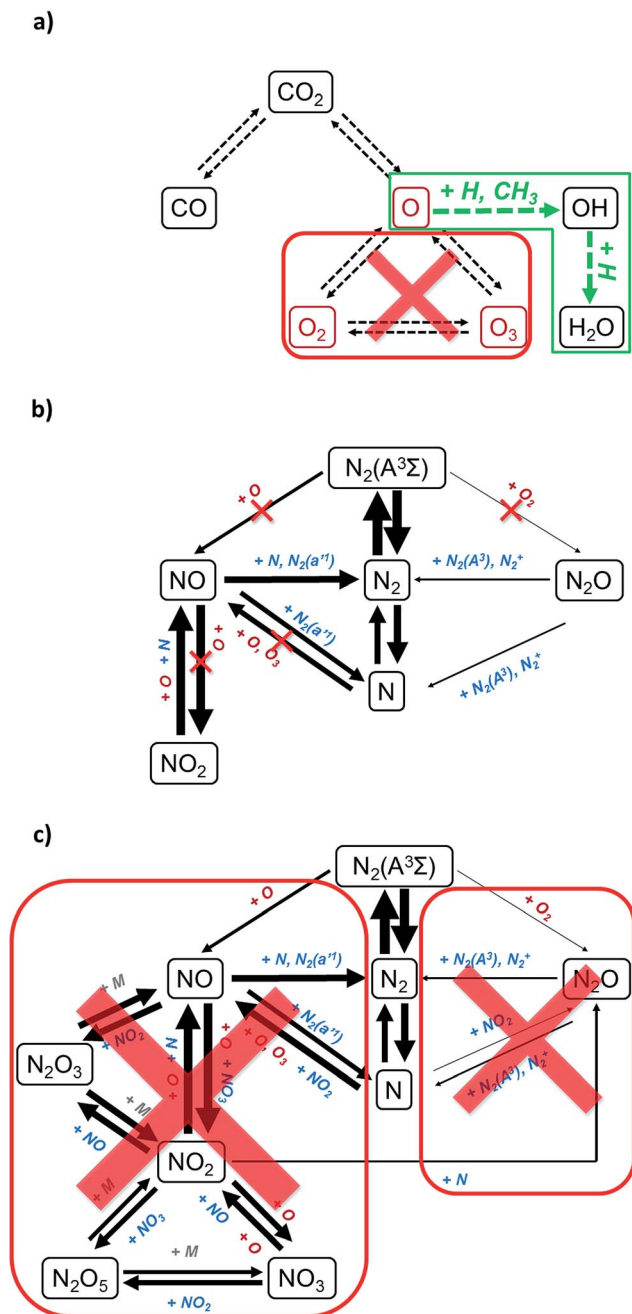 a)
CO₂
CO
O
+ H, CH₃
OH
+ H
O₂
O₃
H₂O
b)
N₂(A³Σ)
+ O
+ O₂
NO
+ N, N₂(a'¹)
N₂
+ N₂(A³), N₂⁺
N₂O
+ O + N
+ O
+ N₂(a'¹)
+ O, O₃
N
+ N₂(A³), N₂⁺
NO₂
c)
N₂(A³Σ)
+ O
+ O₂
NO
+ N, N₂(a'¹)
N₂
+ N₂(A³), N₂⁺
N₂O
+ M
+ NO₂
+ O + N
+ O + NO₃
+ N₂(a'¹)
+ O, O₃
+ NO₂
N
+ NO₂
+ N₂(A³), N₂⁺
N₂O₃
+ M
+ NO
NO₂
+ N
+ M
+ NO₃
+ NO
+ O
+ O
N₂O₅
+ M
+ NO₂
NO₃